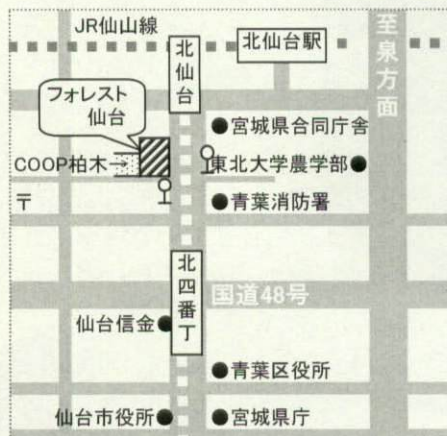 JR仙山線
北仙台駅
北仙台
至泉方面
フォレスト
仙台
宮城県合同庁舎
COOP柏木
東北大学農学部
〒
青葉消防署
北四番丁
国道48号
仙台信金
青葉区役所
仙台市役所
宮城県庁